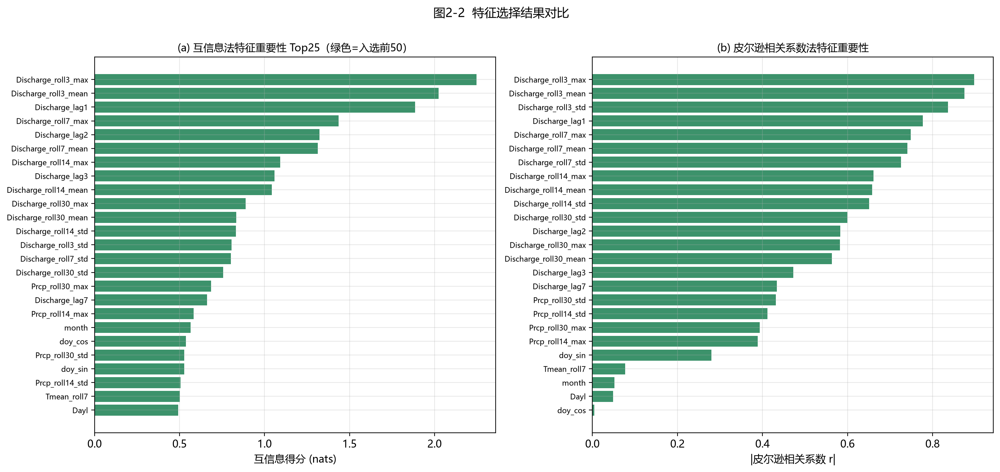 图2-2 特征选择结果对比
(a) 互信息法特征重要性 Top25（绿色=入选前50）
Discharge_roll3_max
Discharge_roll3_mean
Discharge_lag1
Discharge_roll7_max
Discharge_lag2
Discharge_roll7_mean
Discharge_roll14_max
Discharge_lag3
Discharge_roll14_mean
Discharge_roll30_max
Discharge_roll30_mean
Discharge_roll14_std
Discharge_roll3_std
Discharge_roll7_std
Discharge_roll30_std
Prcp_roll30_max
Discharge_lag7
Prcp_roll14_max
month
doy_cos
Prcp_roll30_std
doy_sin
Prcp_roll14_std
Tmean_roll7
Dayl
0.0 0.5 1.0 1.5 2.0
互信息得分 (nats)
(b) 皮尔逊相关系数法特征重要性
Discharge_roll3_max
Discharge_roll3_mean
Discharge_roll3_std
Discharge_lag1
Discharge_roll7_max
Discharge_roll7_mean
Discharge_roll7_std
Discharge_roll14_max
Discharge_roll14_mean
Discharge_roll14_std
Discharge_roll30_std
Discharge_lag2
Discharge_roll30_max
Discharge_roll30_mean
Discharge_lag3
Discharge_lag7
Prcp_roll30_std
Prcp_roll14_std
Prcp_roll30_max
Prcp_roll14_max
doy_sin
Tmean_roll7
month
Dayl
doy_cos
0.0 0.2 0.4 0.6 0.8
|皮尔逊相关系数 r|